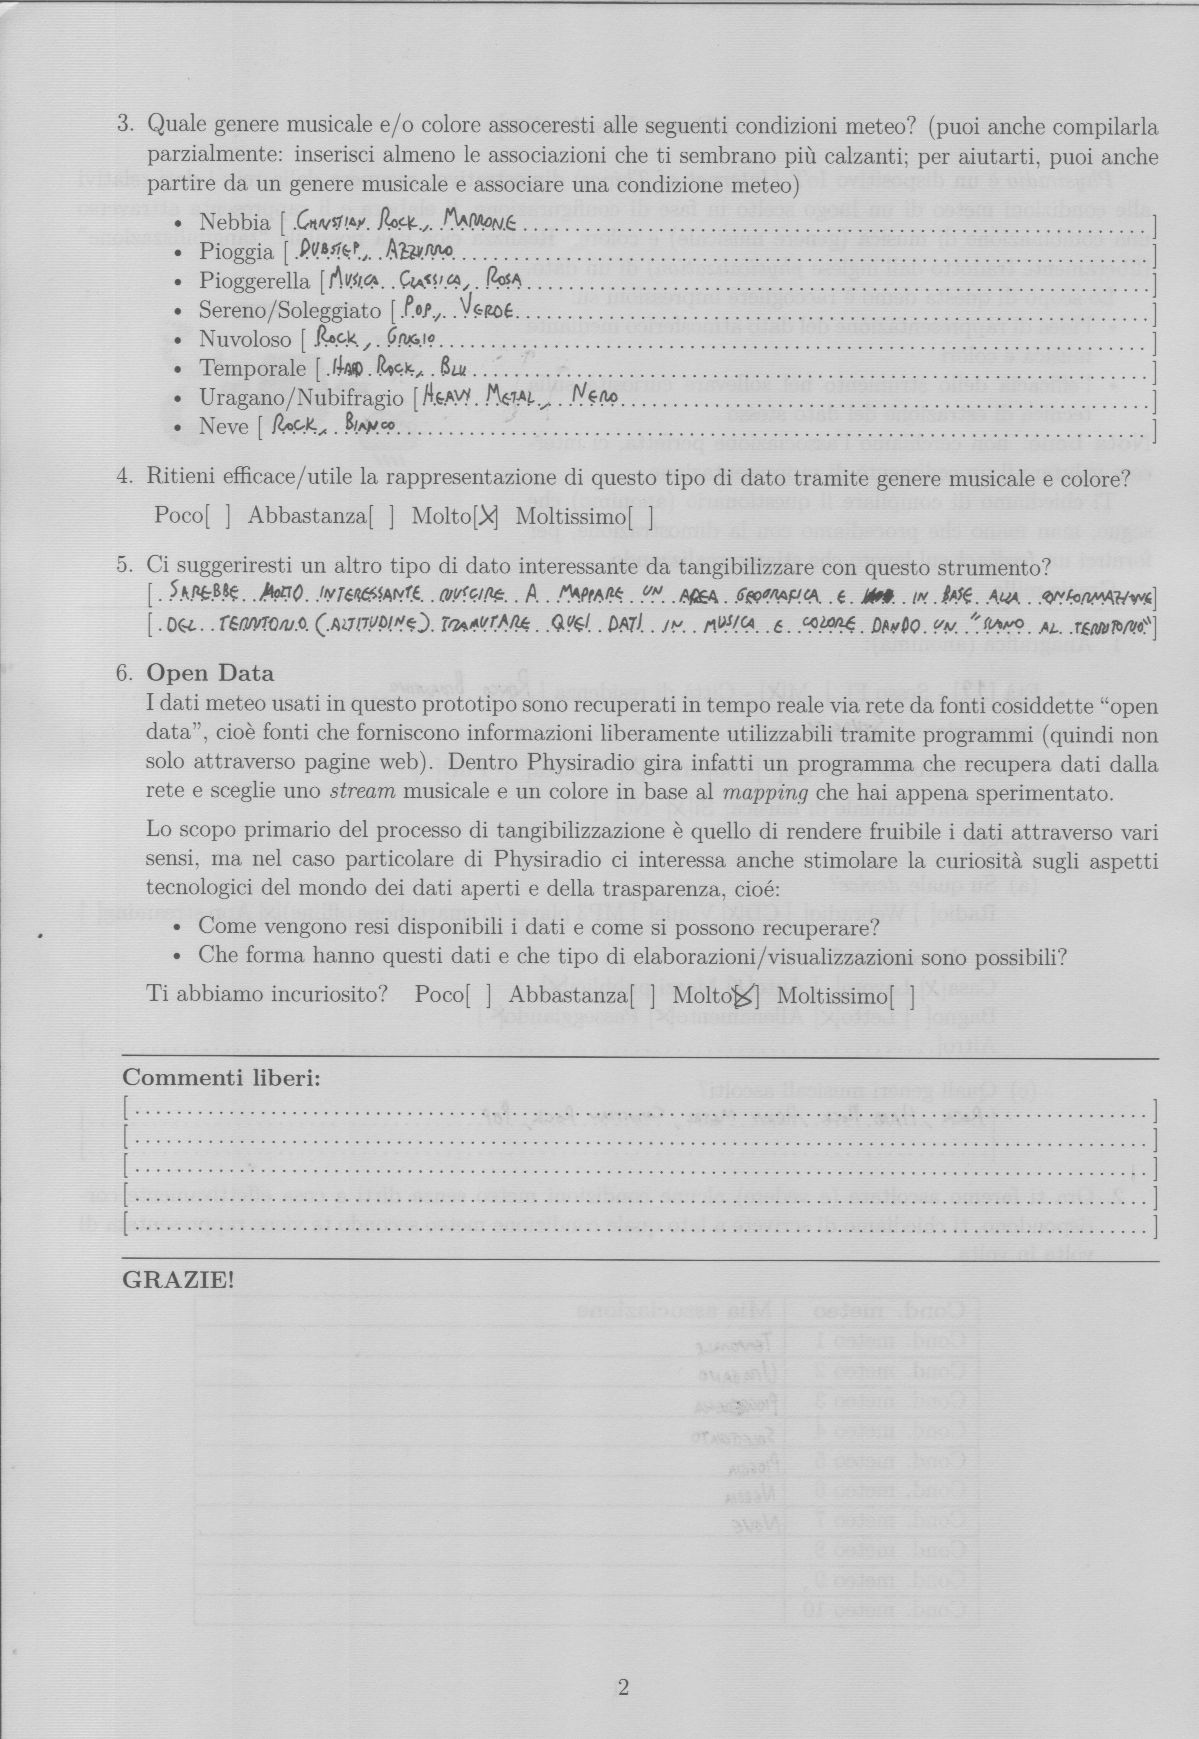 3. Quale genere musicale e/o colore assoceresti alle seguenti condizioni meteo? (puoi anche compilarla
parzialmente: inserisci almeno le associazioni che ti sembrano più calzanti; per aiutarti, puoi anche
partire da un genere musicale e associare una condizione meteo)
• Nebbia [ CHRISTIAN ROCK, MARRONE ]
• Pioggia [ DUBSTEP, AZZURRO ]
• Pioggerella [ MUSICA CLASSICA, ROSA ]
• Sereno/Soleggiato [ POP, VERDE ]
• Nuvoloso [ ROCK, GRIGIO ]
• Temporale [ HARD ROCK, BLU ]
• Uragano/Nubifragio [ HEAVY METAL, NERO ]
• Neve [ ROCK, BIANCO ]
4. Ritieni efficace/utile la rappresentazione di questo tipo di dato tramite genere musicale e colore?
Poco[ ] Abbastanza[ ] Molto[X] Moltissimo[ ]
5. Ci suggeriresti un altro tipo di dato interessante da tangibilizzare con questo strumento?
[ SAREBBE MOLTO INTERESSANTE RIUSCIRE A MAPPARE UN AREA GEOGRAFICA E IN BASE ALLA CONFORMAZIONE ]
[ DEL TERRITORIO (ALTITUDINE) TRAMUTARE QUEI DATI IN MUSICA E COLORE DANDO UN "SUONO AL TERRITORIO" ]
6. Open Data
I dati meteo usati in questo prototipo sono recuperati in tempo reale via rete da fonti cosiddette “open
data”, cioè fonti che forniscono informazioni liberamente utilizzabili tramite programmi (quindi non
solo attraverso pagine web). Dentro Physiradio gira infatti un programma che recupera dati dalla
rete e sceglie uno stream musicale e un colore in base al mapping che hai appena sperimentato.
Lo scopo primario del processo di tangibilizzazione è quello di rendere fruibile i dati attraverso vari
sensi, ma nel caso particolare di Physiradio ci interessa anche stimolare la curiosità sugli aspetti
tecnologici del mondo dei dati aperti e della trasparenza, cioé:
• Come vengono resi disponibili i dati e come si possono recuperare?
• Che forma hanno questi dati e che tipo di elaborazioni/visualizzazioni sono possibili?
Ti abbiamo incuriosito? Poco[ ] Abbastanza[ ] Molto[X] Moltissimo[ ]
Commenti liberi:
[ ]
[ ]
[ ]
[ ]
[ ]
GRAZIE!
2